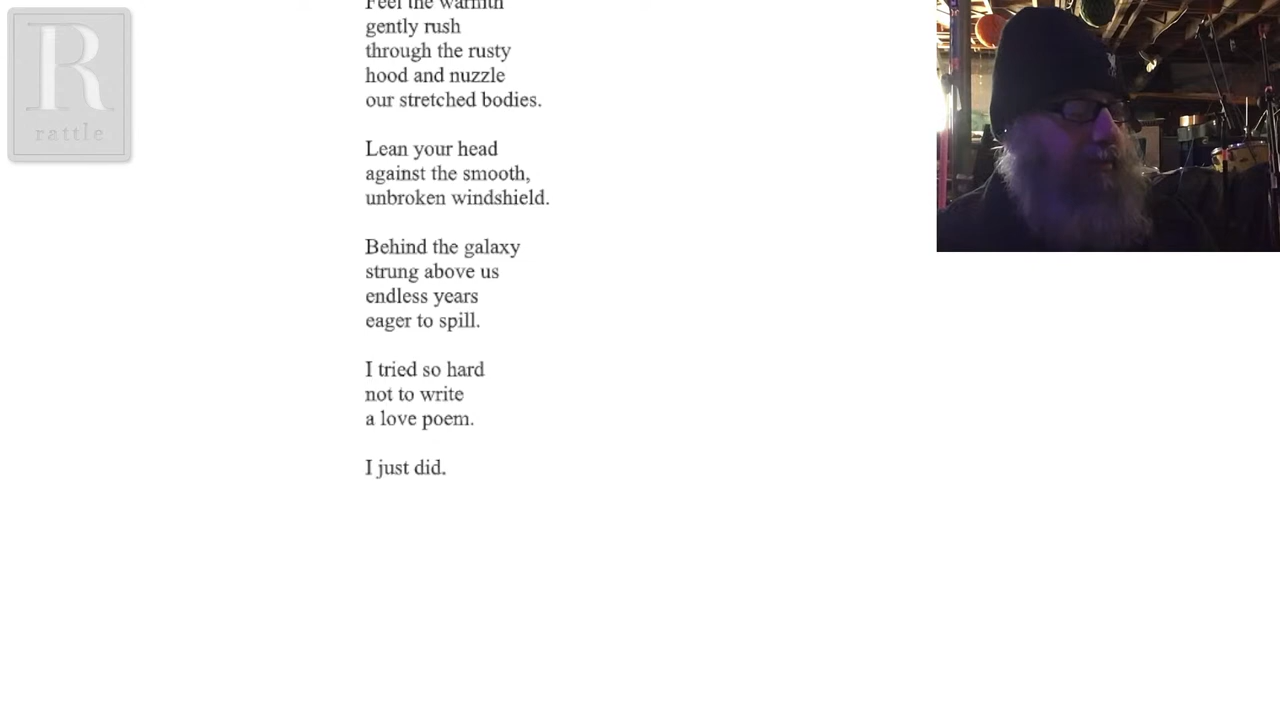 Feel the warmth
gently rush
through the rusty
hood and nuzzle
our stretched bodies.
Lean your head
against the smooth,
unbroken windshield.
Behind the galaxy
strung above us
endless years
eager to spill.
I tried so hard
not to write
a love poem.
I just did.
R
rattle